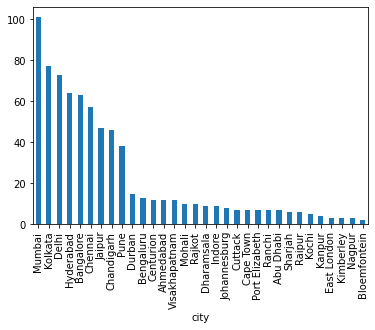 100
80
60
40
20
0
Mumbai
Kolkata
Delhi
Hyderabad
Bangalore
Chennai
Jaipur
Chandigarh
Pune
Durban
Bengaluru
Centurion
Ahmedabad
Visakhapatnam
Mohali
Rajkot
Dharamsala
Indore
Johannesburg
Cuttack
Cape Town
Port Elizabeth
Ranchi
Abu Dhabi
Sharjah
Raipur
Kochi
Kanpur
East London
Kimberley
Nagpur
Bloemfontein
city